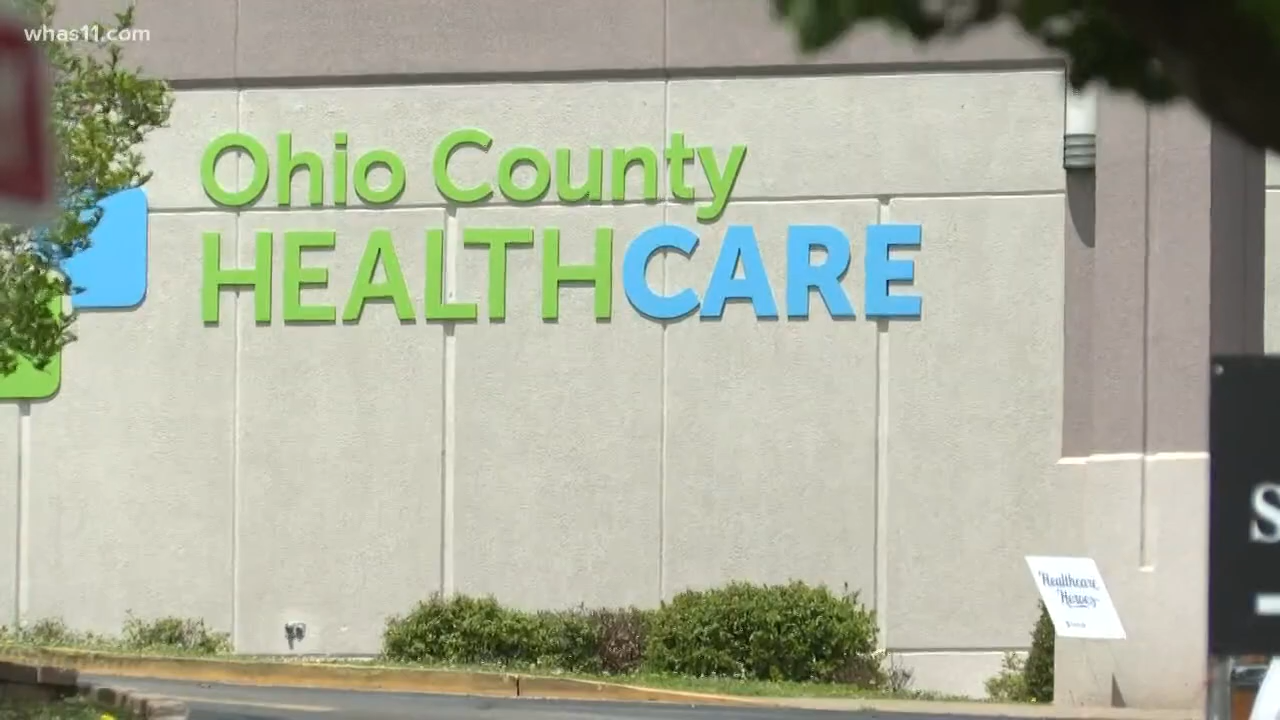 whas11.com
Ohio County
HEALTHCARE
Healthcare
Heroes
S